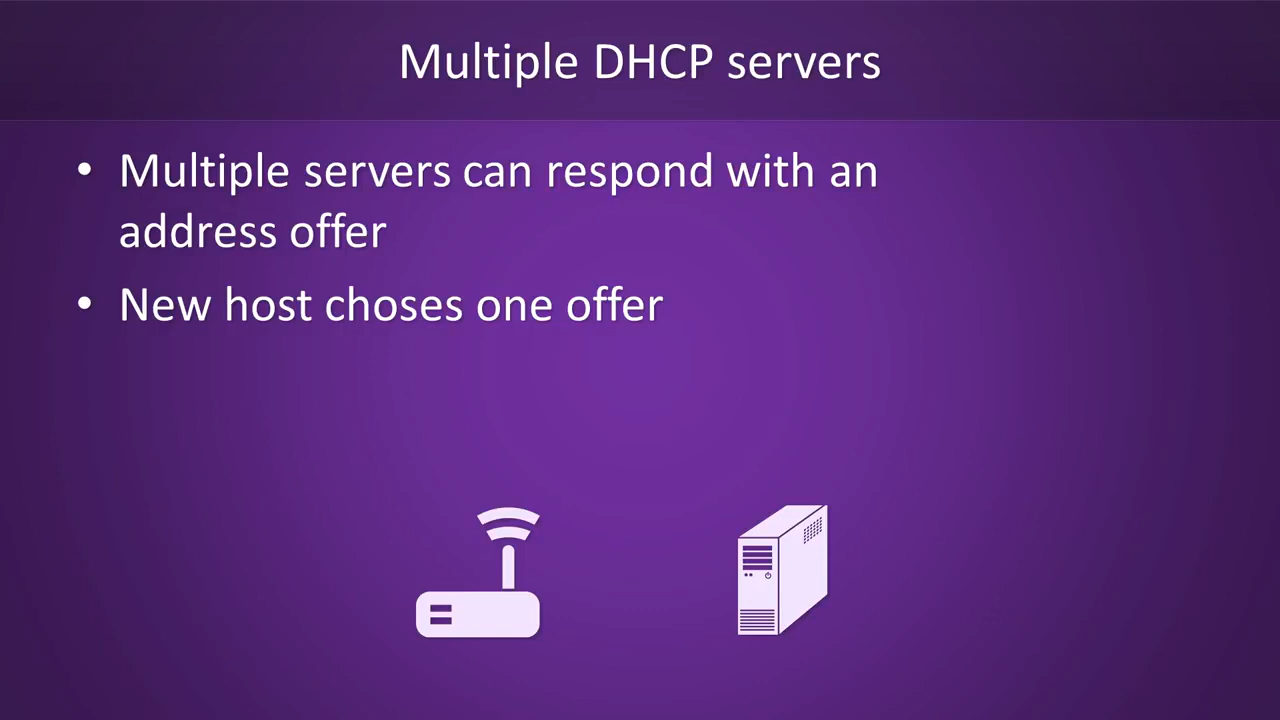 Multiple DHCP servers
• Multiple servers can respond with an
address offer
• New host choses one offer